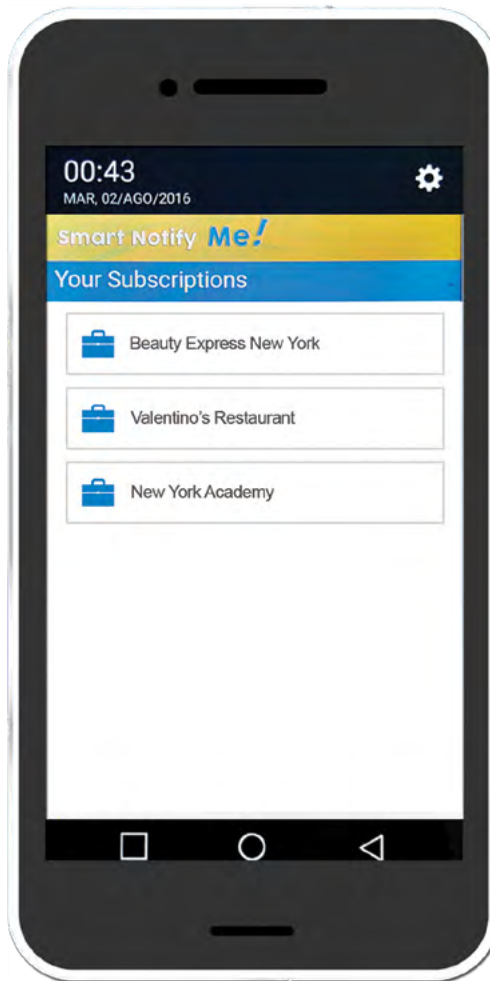 00:43
MAR, 02/AGO/2016
Smart Notify Me!
Your Subscriptions
Beauty Express New York
Valentino's Restaurant
New York Academy